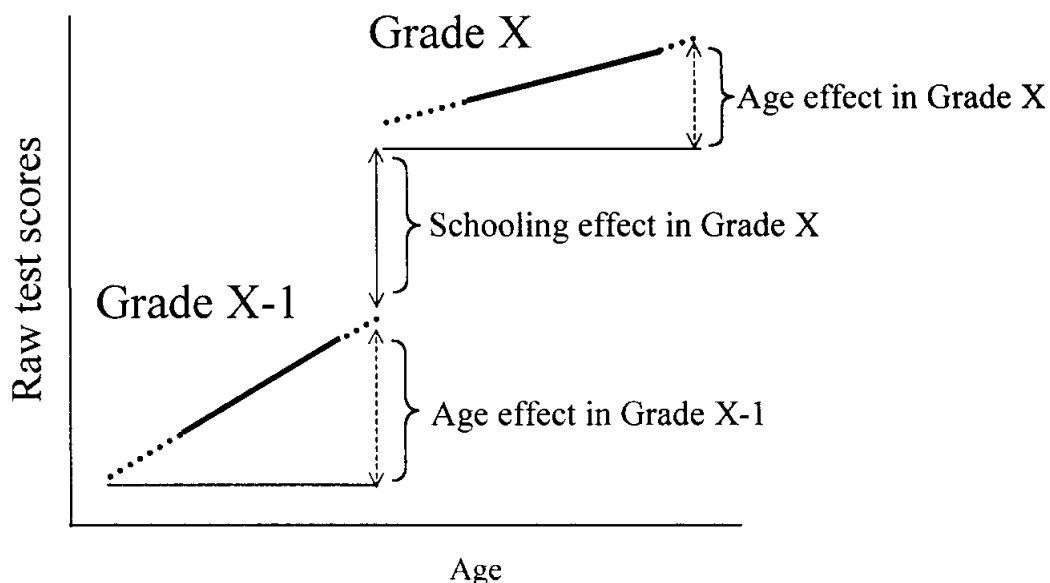 Grade X
Age effect in Grade X
Schooling effect in Grade X
Grade X-1
Age effect in Grade X-1
Raw test scores
Age